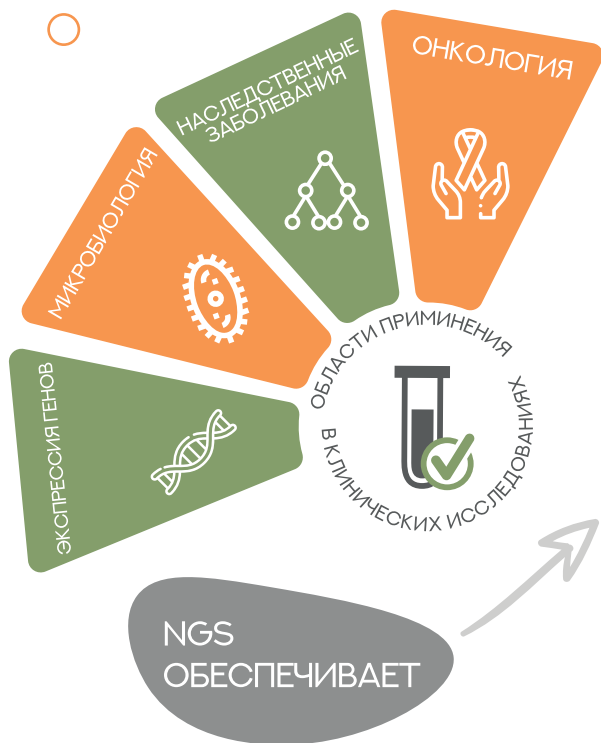 ОНКОЛОГИЯ
НАСЛЕДСТВЕННЫЕ
ЗАБОЛЕВАНИЯ
МИКРОБИОЛОГИЯ
ЭКСПРЕССИЯ ГЕНОВ
ОБЛАСТИ ПРИМИНЕНИЯ
В КЛИНИЧЕСКИХ ИССЛЕДОВАНИЯХ
NGS
ОБЕСПЕЧИВАЕТ